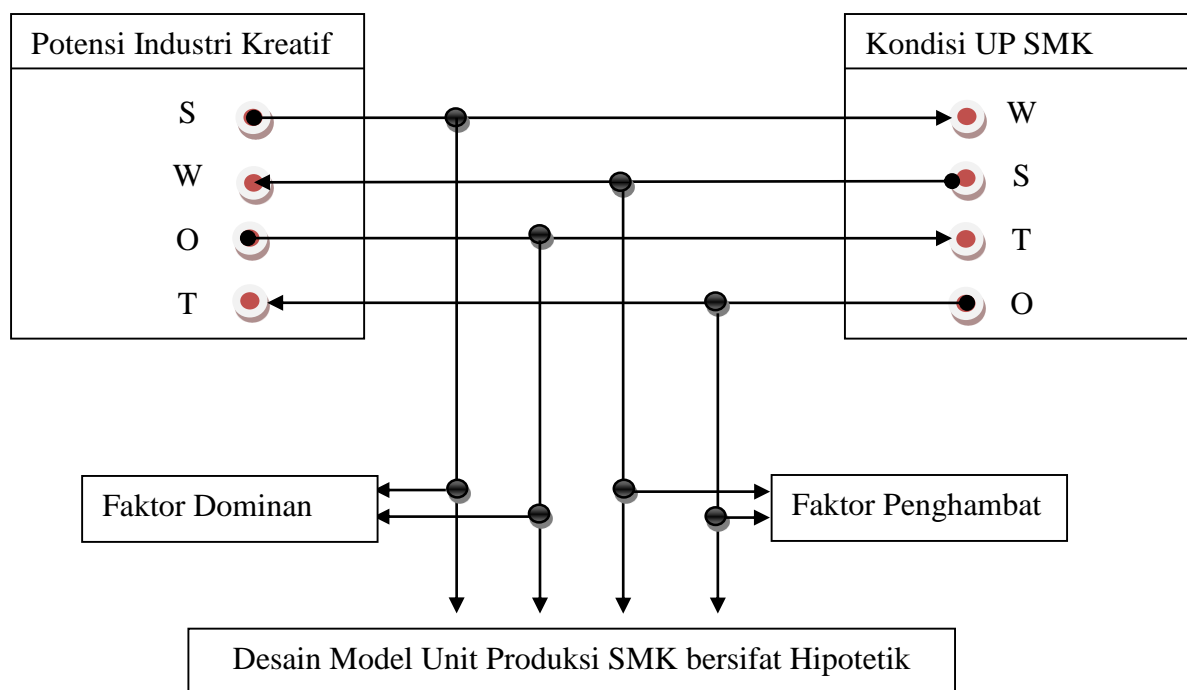 Potensi Industri Kreatif
S
W
O
T
Kondisi UP SMK
W
S
T
O
Faktor Dominan
Faktor Penghambat
Desain Model Unit Produksi SMK bersifat Hipotetik